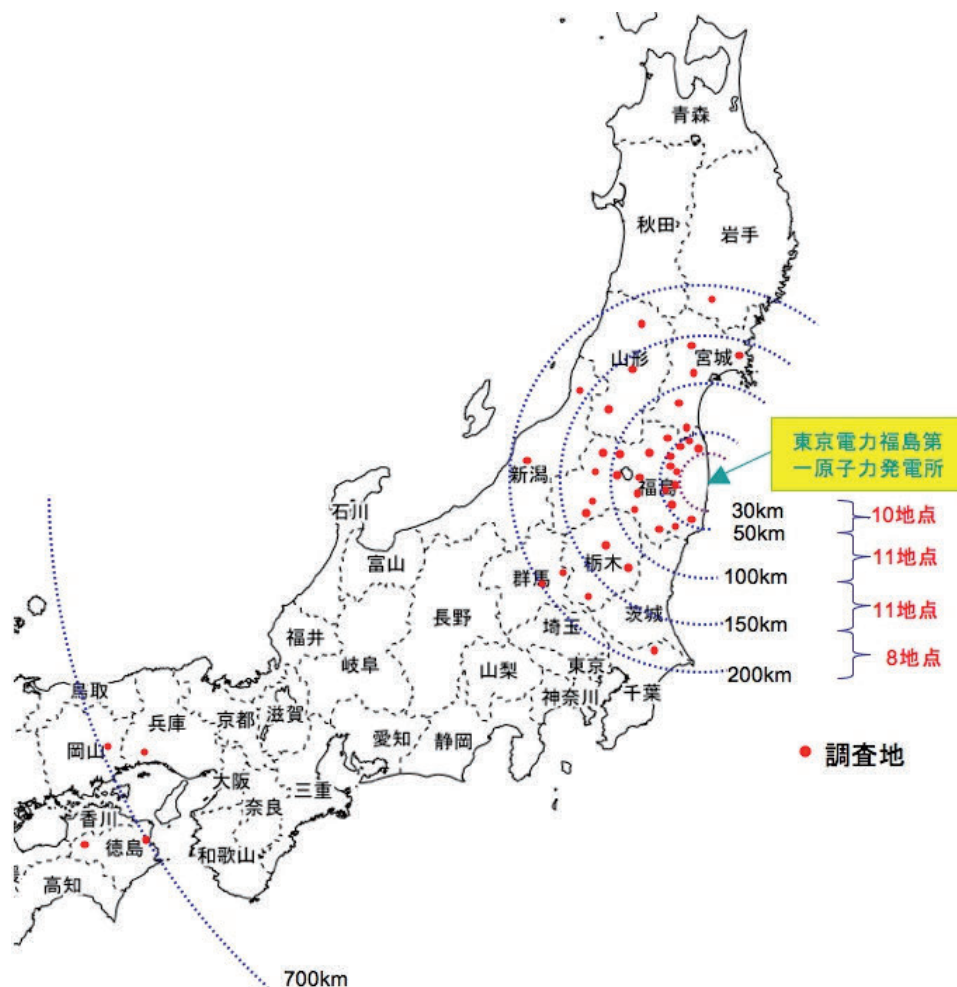 青森
秋田
岩手
山形
宮城
東京電力福島第
一原子力発電所
新潟
福島
石川
30km
10地点
50km
富山
群馬
栃木
11地点
100km
長野
茨城
11地点
福井
埼玉
150km
岐阜
山梨
東京
8地点
200km
鳥取
兵庫
京都
滋賀
神奈川
千葉
岡山
愛知
静岡
調査地
大阪
三重
奈良
香川
徳島
和歌山
高知
700km